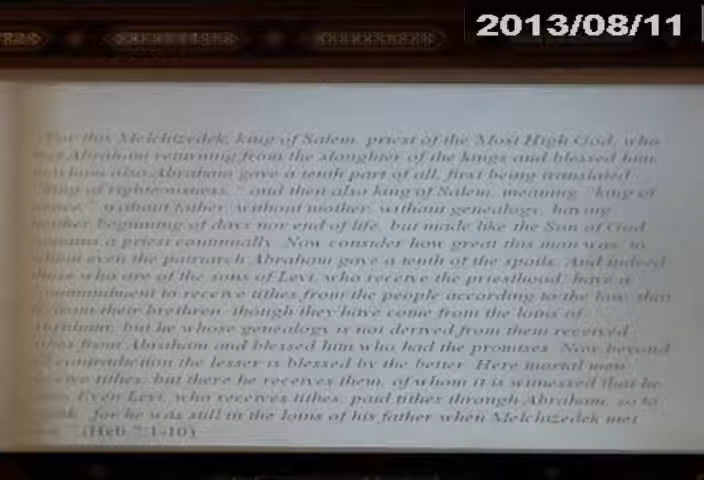 2013/08/11
For this Melchizedek, king of Salem, priest of the Most High God, who
met Abraham returning from the slaughter of the kings and blessed him,
to whom also Abraham gave a tenth part of all, first being translated
"king of righteousness," and then also king of Salem, meaning "king of
peace," without father, without mother, without genealogy, having
neither beginning of days nor end of life, but made like the Son of God,
remains a priest continually. Now consider how great this man was, to
whom even the patriarch Abraham gave a tenth of the spoils. And indeed
those who are of the sons of Levi, who receive the priesthood, have a
commandment to receive tithes from the people according to the law, that
is, from their brethren, though they have come from the loins of
Abraham; but he whose genealogy is not derived from them received
tithes from Abraham and blessed him who had the promises. Now beyond
all contradiction the lesser is blessed by the better. Here mortal men
receive tithes, but there he receives them, of whom it is witnessed that he
Even Levi, who receives tithes, paid tithes through Abraham, so to
speak, for he was still in the loins of his father when Melchizedek met
(Heb. 7:1-10)